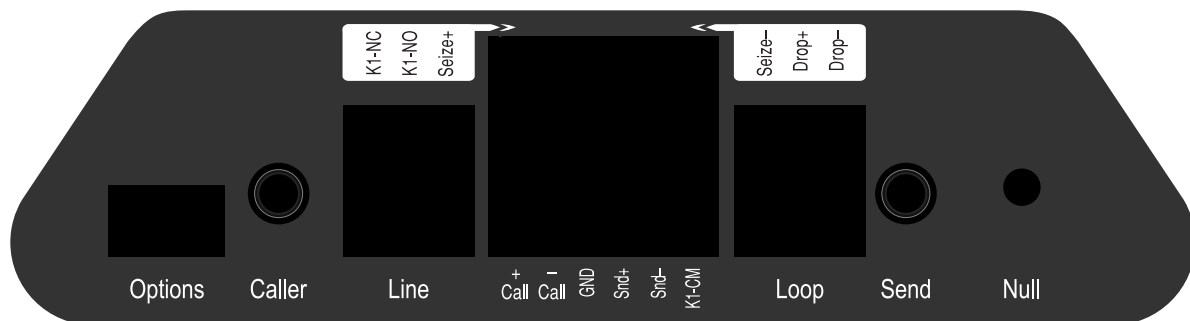 K1-NC
K1-NO
Seize+
Seize–
Drop+
Drop–
Options
Caller
Line
+
Call
–
Call
GND
Snd+
Snd–
K1-CM
Loop
Send
Null